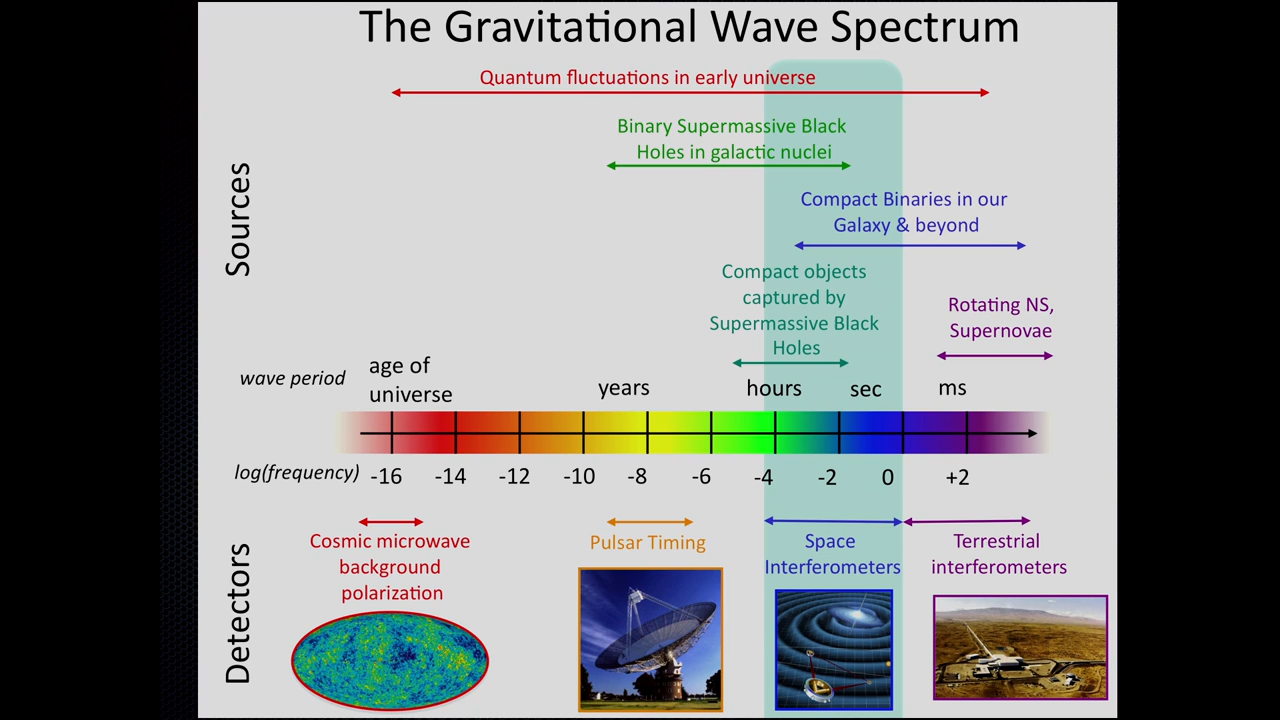 The Gravitational Wave Spectrum
Quantum fluctuations in early universe
Binary Supermassive Black
Holes in galactic nuclei
Compact Binaries in our
Galaxy & beyond
Compact objects
captured by
Supermassive Black
Holes
Rotating NS,
Supernovae
Sources
wave period
age of
universe
years
hours
sec
ms
log(frequency)
-16 -14 -12 -10 -8 -6 -4 -2 0 +2
Detectors
Cosmic microwave
background
polarization
Pulsar Timing
Space
Interferometers
Terrestrial
interferometers